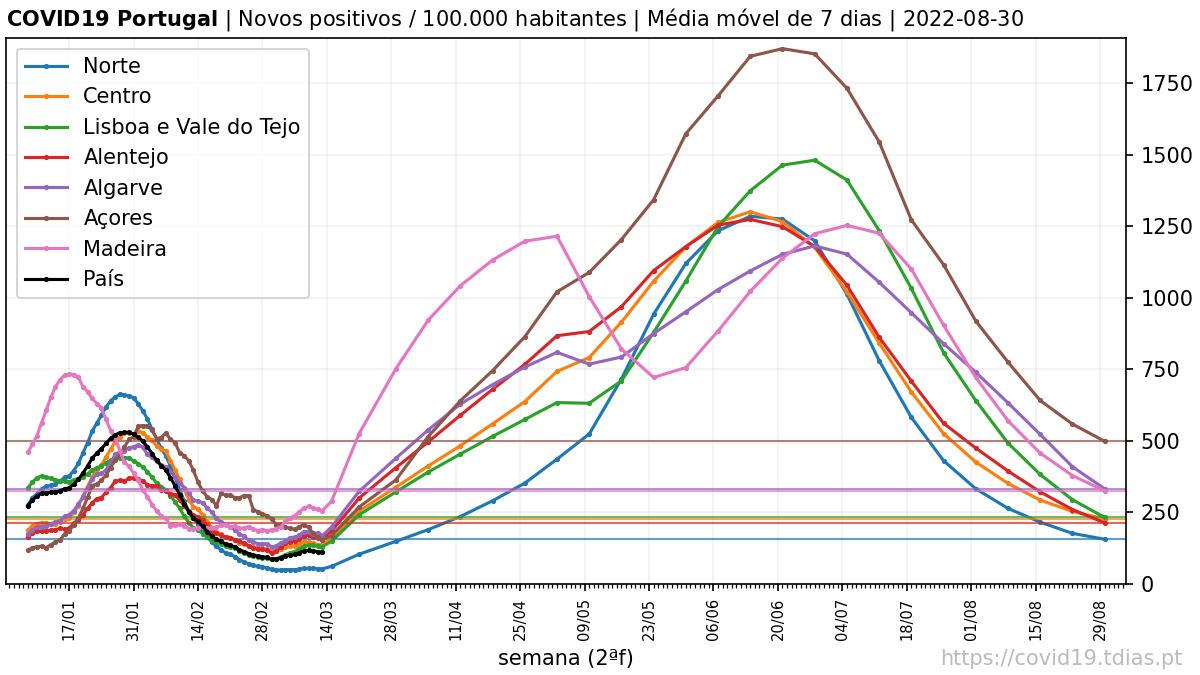 COVID19 Portugal | Novos positivos / 100.000 habitantes | Média móvel de 7 dias | 2022-08-30
Norte
Centro
Lisboa e Vale do Tejo
Alentejo
Algarve
Açores
Madeira
País
1750
1500
1250
1000
750
500
250
0
17/01
31/01
14/02
28/02
14/03
28/03
11/04
25/04
09/05
23/05
06/06
20/06
04/07
18/07
01/08
15/08
29/08
semana (2ªf)
https://covid19.tdias.pt